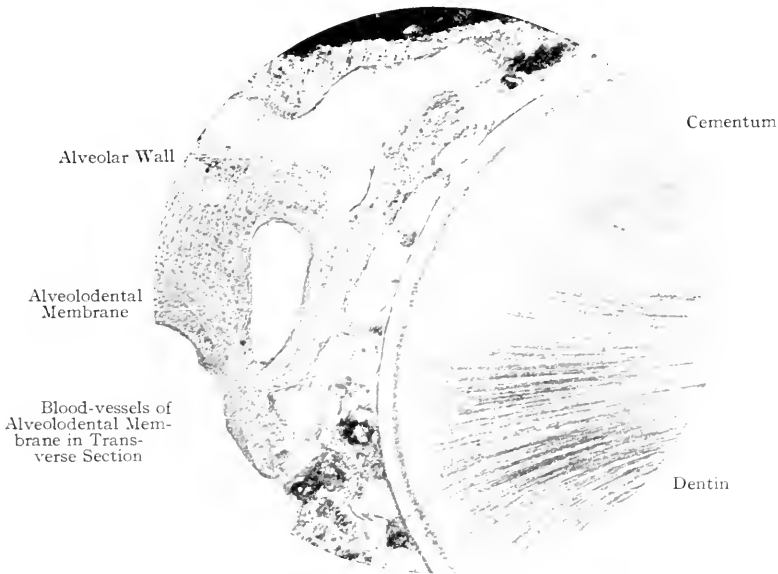 Cementum
Alveolar Wall
Alveolodental
Membrane
Blood-vessels of
Alveolodental Mem-
brane in Trans-
verse Section
Dentin